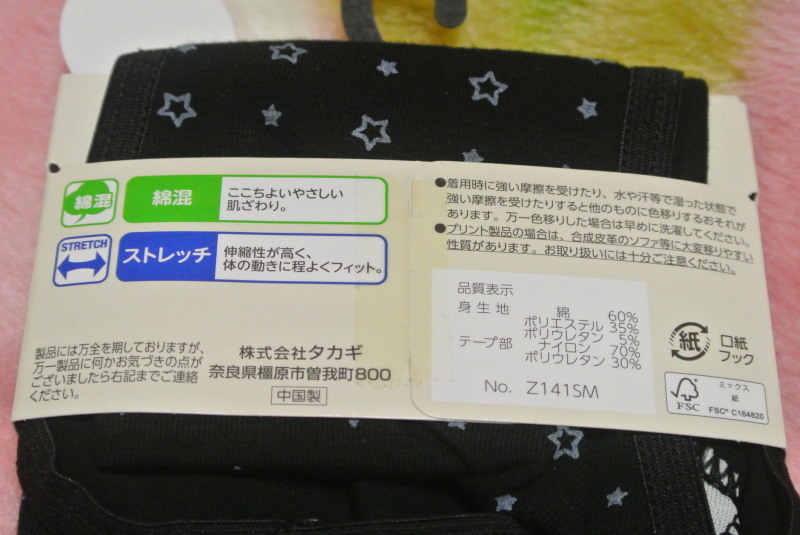 綿混
綿混
ここちよいやさしい
肌ざわり。
STRETCH
ストレッチ
伸縮性が高く、
体の動きに程よくフィット。
製品には万全を期しておりますが、
万一製品に何かお気づきの点が
ございましたら右記までご連絡
ください。
株式会社タカギ
奈良県橿原市曽我町800
中国製
●着用時に強い摩擦を受けたり、水や汗等で湿った状態で
強い摩擦を受けたりすると他のものに色移りするおそれが
あります。万一色移りした場合は早めに洗濯してください。
●プリント製品の場合は、合成皮革のソファ等に大変移りやすい
性質があります。お取り扱いには十分ご注意ください。
品質表示
身生地 綿 60%
ポリエステル 35%
ポリウレタン 5%
テープ部 ナイロン 70%
ポリウレタン 30%
No. Z141SM
紙
口紙
フック
FSC
ミックス
紙
FSC® C164820